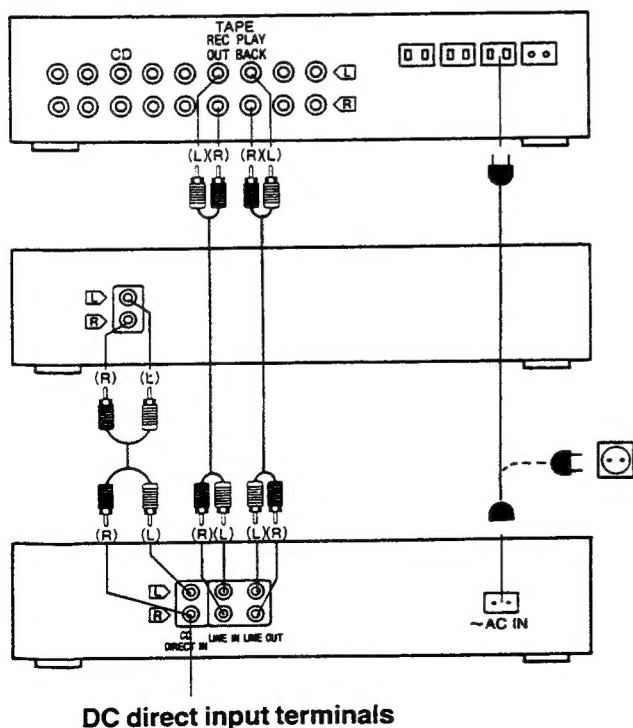 TAPE
CD REC PLAY
OUT BACK
L
R
(L)(R) (R)(L)
L
R
(R) (L)
(R) (L) (R)(L) (L)(R)
L
R
CD
DIRECT IN LINE IN LINE OUT
~AC IN
DC direct input terminals